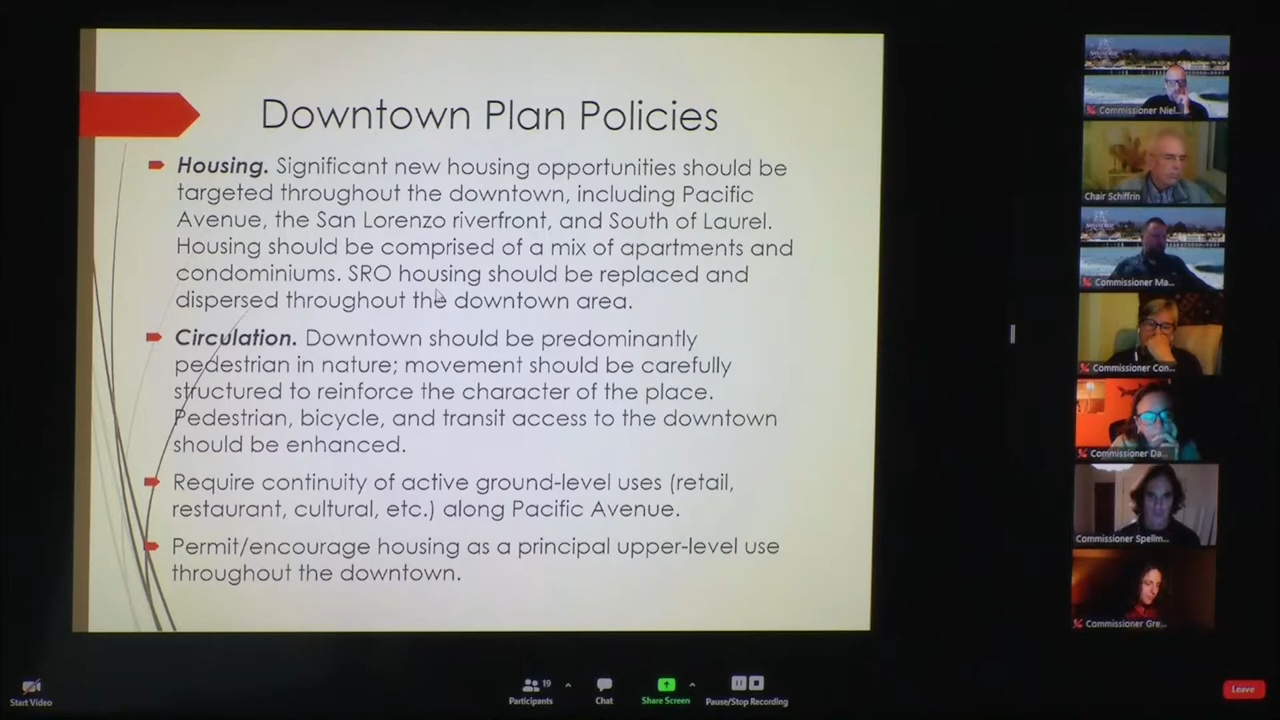 Downtown Plan Policies
Housing. Significant new housing opportunities should be
targeted throughout the downtown, including Pacific
Avenue, the San Lorenzo riverfront, and South of Laurel.
Housing should be comprised of a mix of apartments and
condominiums. SRO housing should be replaced and
dispersed throughout the downtown area.
Circulation. Downtown should be predominantly
pedestrian in nature; movement should be carefully
structured to reinforce the character of the place.
Pedestrian, bicycle, and transit access to the downtown
should be enhanced.
Require continuity of active ground-level uses (retail,
restaurant, cultural, etc.) along Pacific Avenue.
Permit/encourage housing as a principal upper-level use
throughout the downtown.
Commissioner Niel...
Chair Schiffrin
Commissioner Ma...
Commissioner Con...
Commissioner Da...
Commissioner Spellm...
Commissioner Gre...
Start Video
19
Participants
Chat
Share Screen
Pause/Stop Recording
Leave